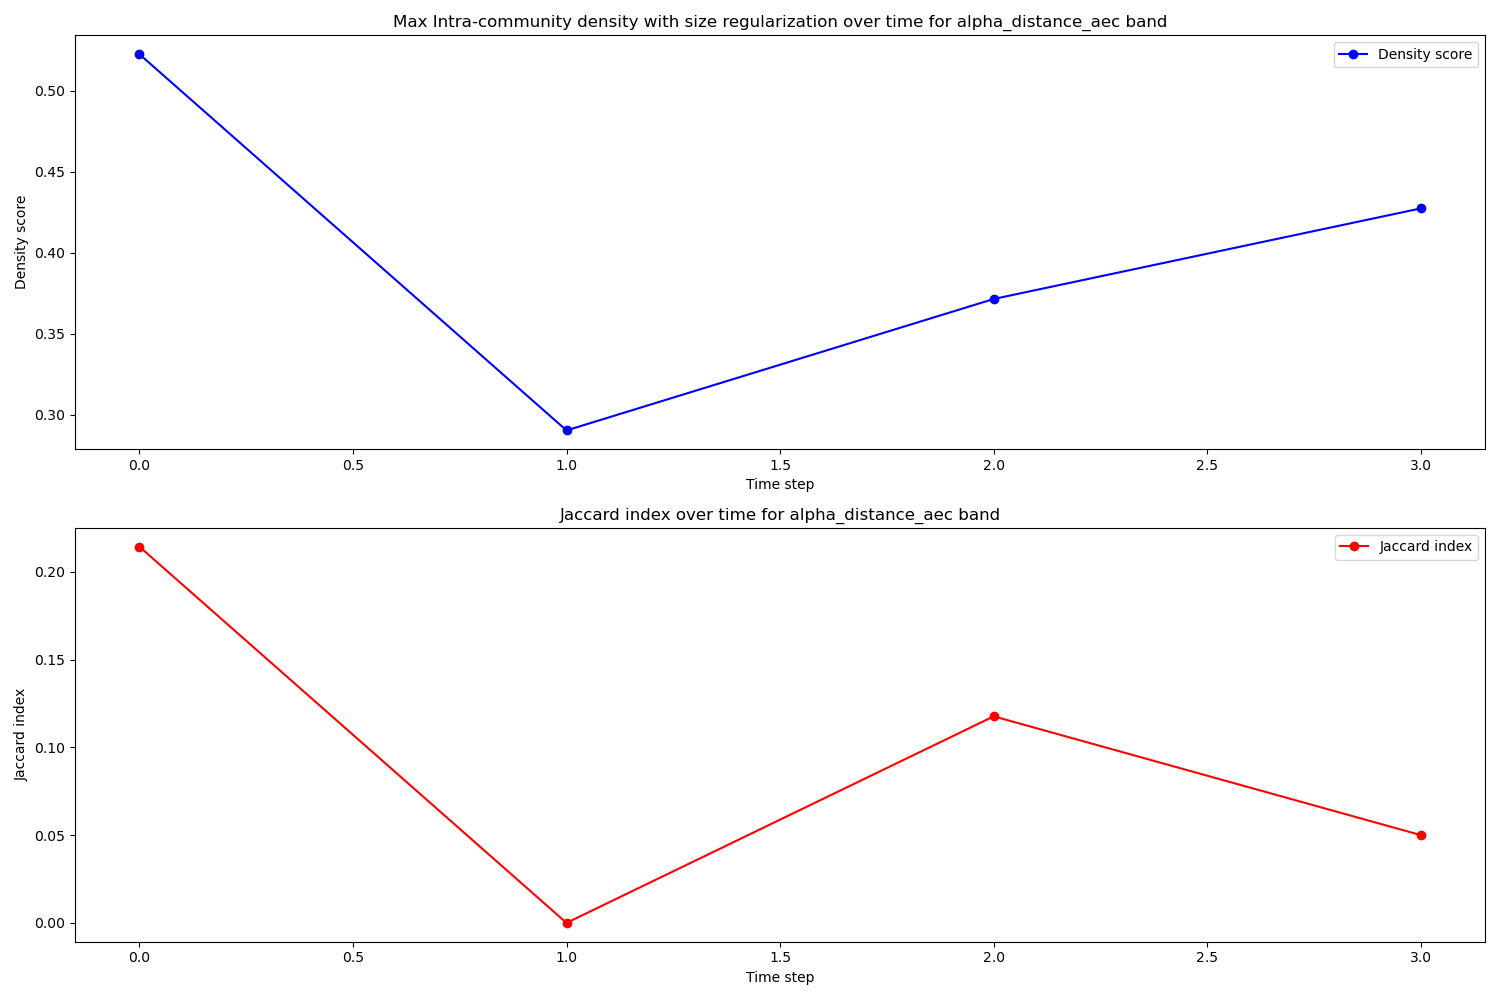 Max Intra-community density with size regularization over time for alpha_distance_aec band
Density score
0.50
0.45
0.40
0.35
0.30
Density score
0.0 0.5 1.0 1.5 2.0 2.5 3.0
Time step
Jaccard index over time for alpha_distance_aec band
Jaccard index
0.20
0.15
0.10
0.05
0.00
Jaccard index
0.0 0.5 1.0 1.5 2.0 2.5 3.0
Time step